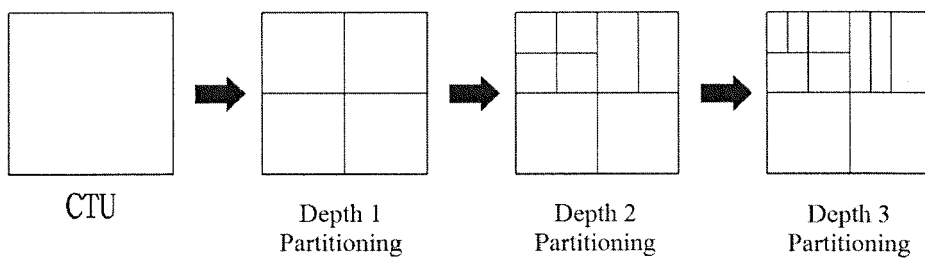 CTU
Depth 1
Partitioning
Depth 2
Partitioning
Depth 3
Partitioning